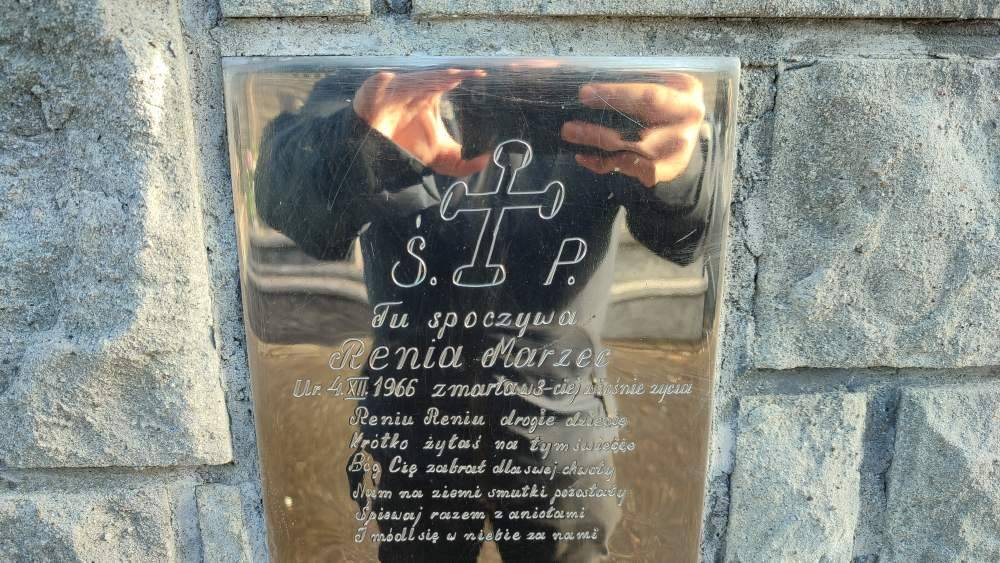 Ś. P.
Tu spoczywa
Renia Marzec
Ur. 4.XII.1966 zmarła w 3-ciej wiośnie życia
Reniu Reniu drogie dziecię
Krótko żyłaś na tym świecie
Bóg Cię zabrał dla swej chwały
Nam na ziemi smutki pozostały
Śpiewaj razem z aniołami
I módl się w niebie za nami